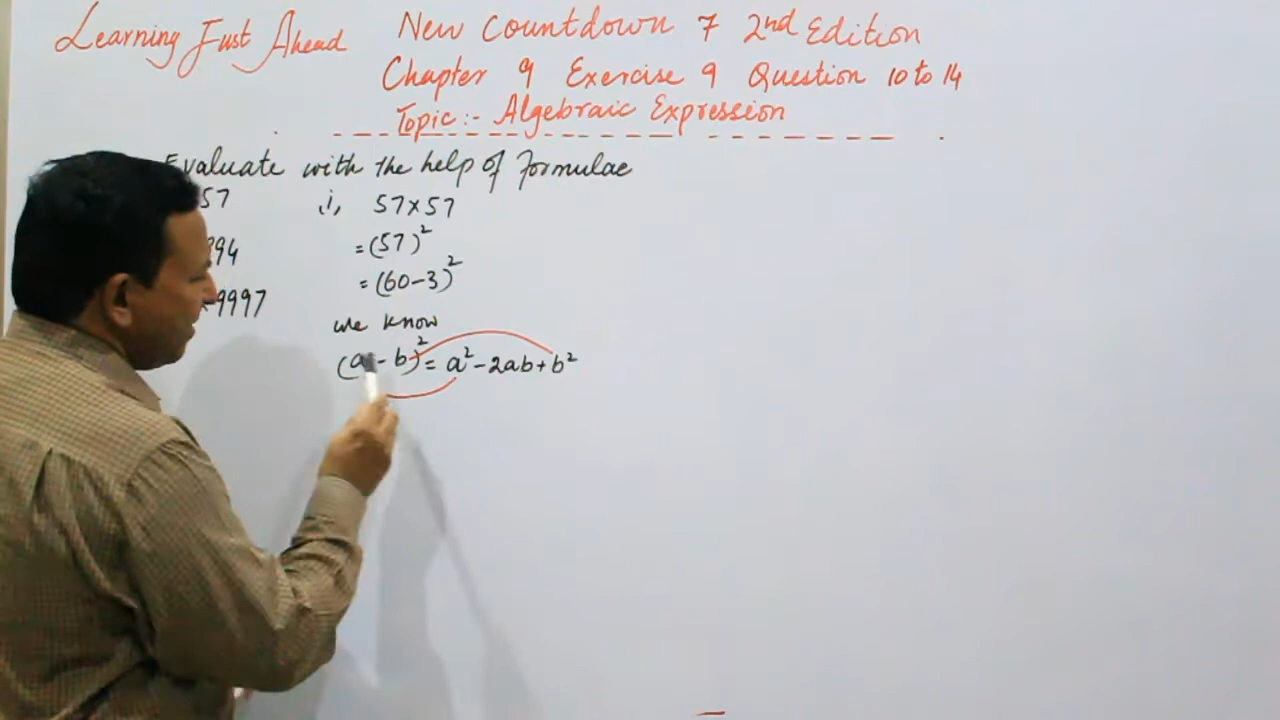 Learning Just Ahead New Countdown 7 2nd Edition
Chapter 9 Exercise 9 Question 10 to 14
Topic:- Algebraic Expression
Evaluate with the help of Formulae
57 i, 57×57
=(57)²
94
=(60-3)²
9997
we know
(a-b)² = a²-2ab+b²